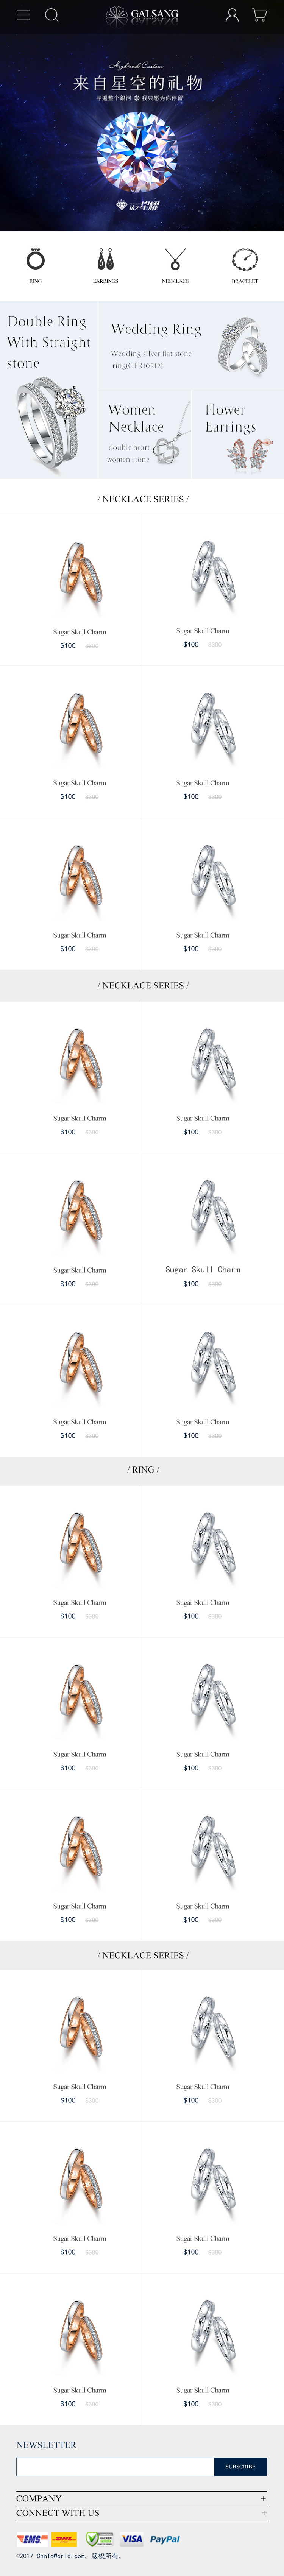 GALSANG
Highend Custom
来自星空的礼物
寻遍整个银河 我只愿为你停留
RING
EARRINGS
NECKLACE
BRACELET
Double Ring
With Straight
stone
Wedding Ring
Wedding silver flat stone
ring(GFR10212)
Women
Necklace
double heart
women stone
Flower
Earrings
/ NECKLACE SERIES /
Sugar Skull Charm
$100 $300
Sugar Skull Charm
$100 $300
Sugar Skull Charm
$100 $300
Sugar Skull Charm
$100 $300
Sugar Skull Charm
$100 $300
Sugar Skull Charm
$100 $300
/ NECKLACE SERIES /
Sugar Skull Charm
$100 $300
Sugar Skull Charm
$100 $300
Sugar Skull Charm
$100 $300
Sugar Skull Charm
$100 $300
Sugar Skull Charm
$100 $300
Sugar Skull Charm
$100 $300
/ RING /
Sugar Skull Charm
$100 $300
Sugar Skull Charm
$100 $300
Sugar Skull Charm
$100 $300
Sugar Skull Charm
$100 $300
Sugar Skull Charm
$100 $300
Sugar Skull Charm
$100 $300
/ NECKLACE SERIES /
Sugar Skull Charm
$100 $300
Sugar Skull Charm
$100 $300
Sugar Skull Charm
$100 $300
Sugar Skull Charm
$100 $300
Sugar Skull Charm
$100 $300
Sugar Skull Charm
$100 $300
NEWSLETTER
SUBSCRIBE
COMPANY +
CONNECT WITH US +
EMS DHL VISA PayPal
©2017 ChnToWorld.com。版权所有。